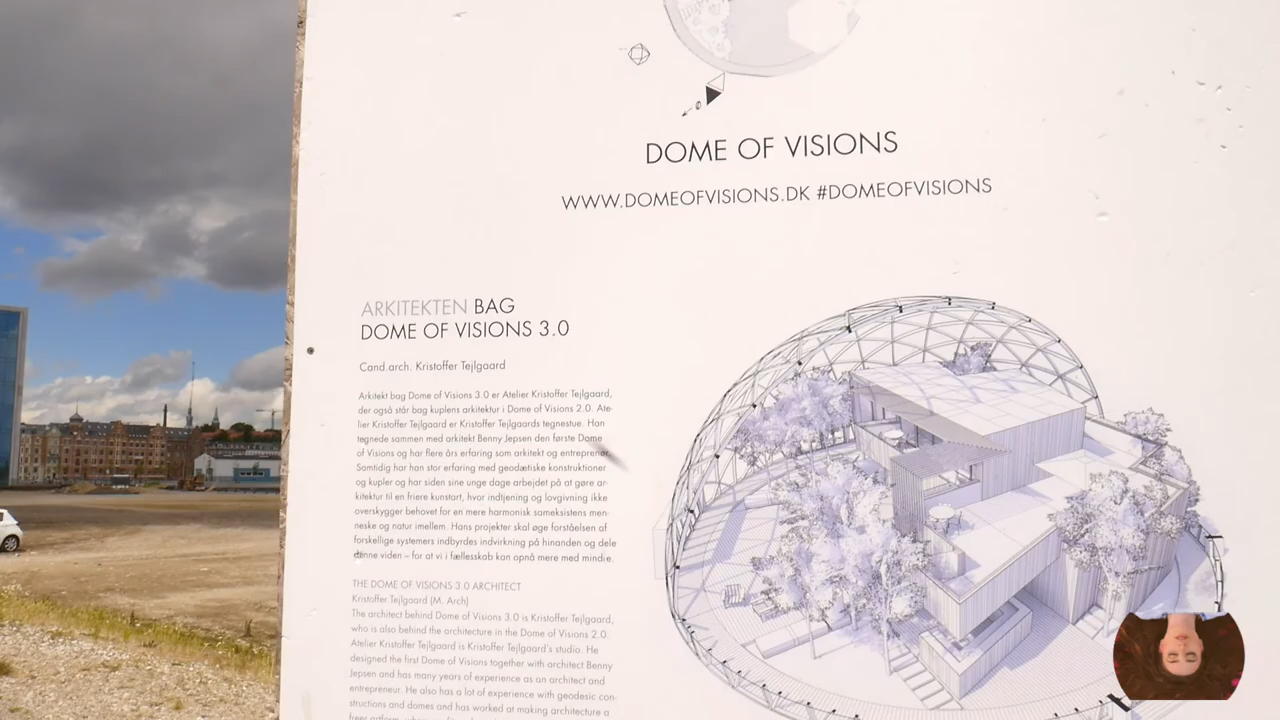 DOME OF VISIONS
WWW.DOMEOFVISIONS.DK #DOMEOFVISIONS
ARKITEKTEN BAG
DOME OF VISIONS 3.0
Cand.arch. Kristoffer Tejlgaard
Arkitekt bag Dome of Visions 3.0 er Atelier Kristoffer Tejlgaard,
der også står bag kuplens arkitektur i Dome of Visions 2.0. Ate-
lier Kristoffer Tejlgaard er Kristoffer Tejlgaards tegnestue. Han
tegnede sammen med arkitekt Benny Jepsen den første Dome
of Visions og har flere års erfaring som arkitekt og entreprenør.
Samtidig har han stor erfaring med geodætiske konstruktioner
og kupler og har siden sine unge dage arbejdet på at gøre ar-
kitektur til en friere kunstart, hvor indtjening og lovgivning ikke
overskygger behovet for en mere harmonisk sameksistens men-
neske og natur imellem. Hans projekter skal øge forståelsen af
forskellige systemers indbyrdes indvirkning på hinanden og dele
denne viden – for at vi i fællesskab kan opnå mere med mindre.
THE DOME OF VISIONS 3.0 ARCHITECT
Kristoffer Tejlgaard (M. Arch)
The architect behind Dome of Visions 3.0 is Kristoffer Tejlgaard,
who is also behind the architecture in the Dome of Visions 2.0.
Atelier Kristoffer Tejlgaard is Kristoffer Tejlgaard's studio. He
designed the first Dome of Visions together with architect Benny
Jepsen and has many years of experience as an architect and
entrepreneur. He also has a lot of experience with geodesic con-
structions and domes and has worked at making architecture a